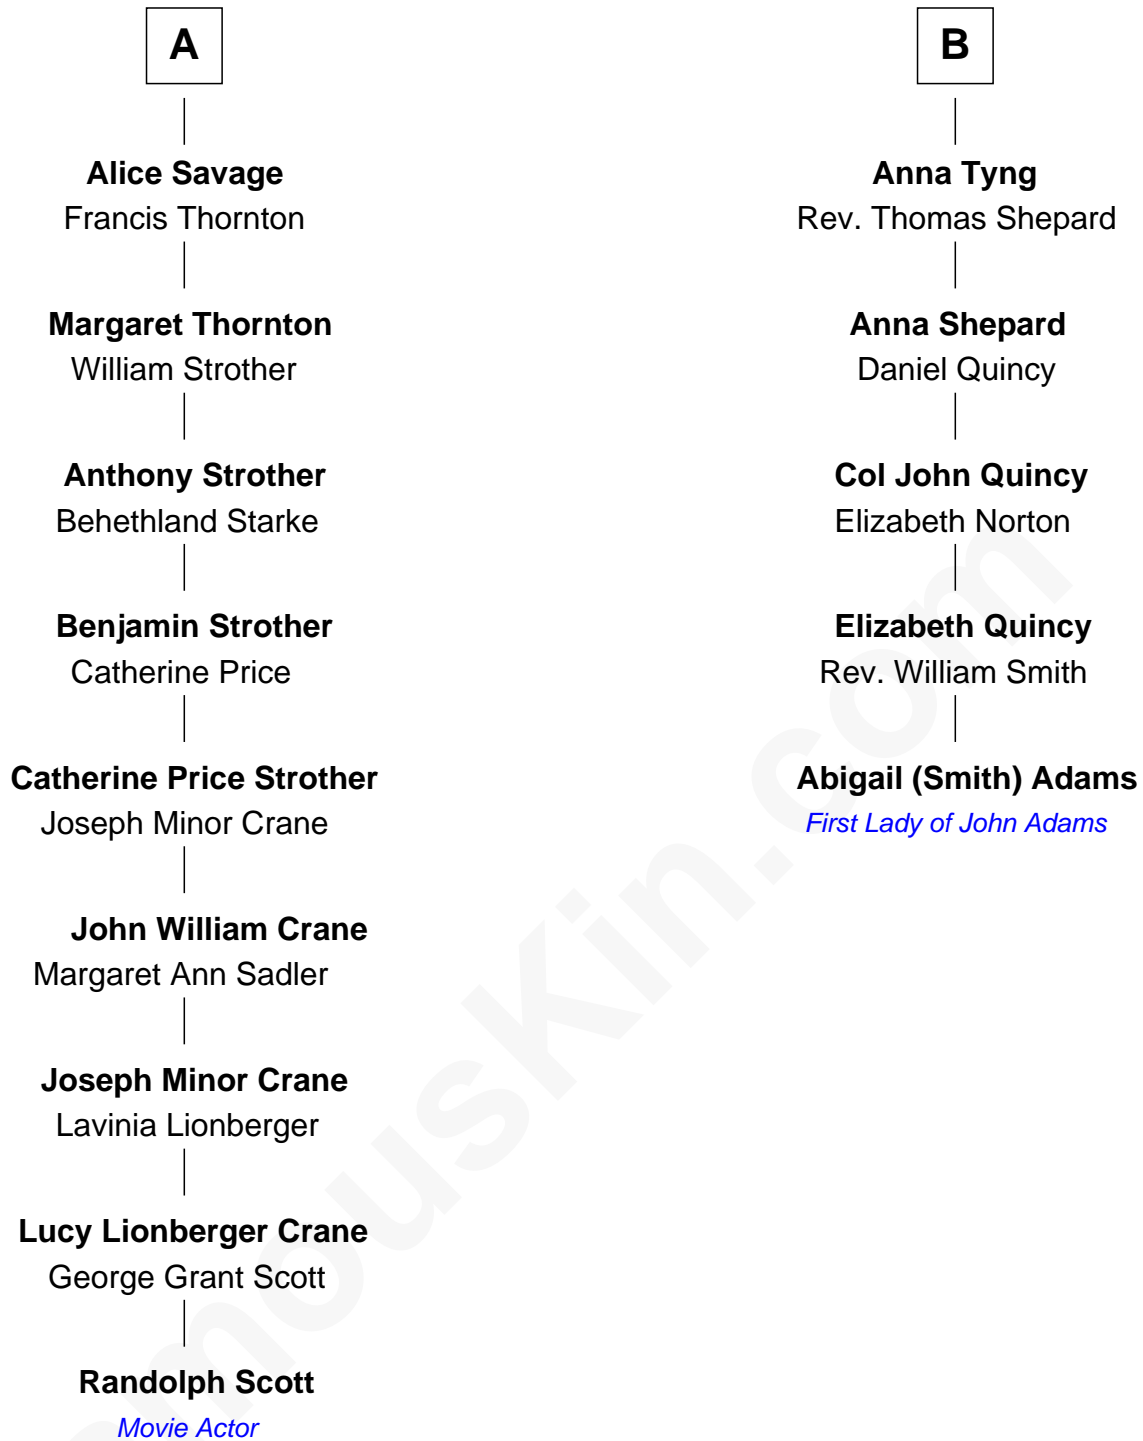 A
Alice Savage
Francis Thornton
Margaret Thornton
William Strother
Anthony Strother
Behethland Starke
Benjamin Strother
Catherine Price
Catherine Price Strother
Joseph Minor Crane
John William Crane
Margaret Ann Sadler
Joseph Minor Crane
Lavinia Lionberger
Lucy Lionberger Crane
George Grant Scott
Randolph Scott
Movie Actor
B
Anna Tyng
Rev. Thomas Shepard
Anna Shepard
Daniel Quincy
Col John Quincy
Elizabeth Norton
Elizabeth Quincy
Rev. William Smith
Abigail (Smith) Adams
First Lady of John Adams
mousKin.com